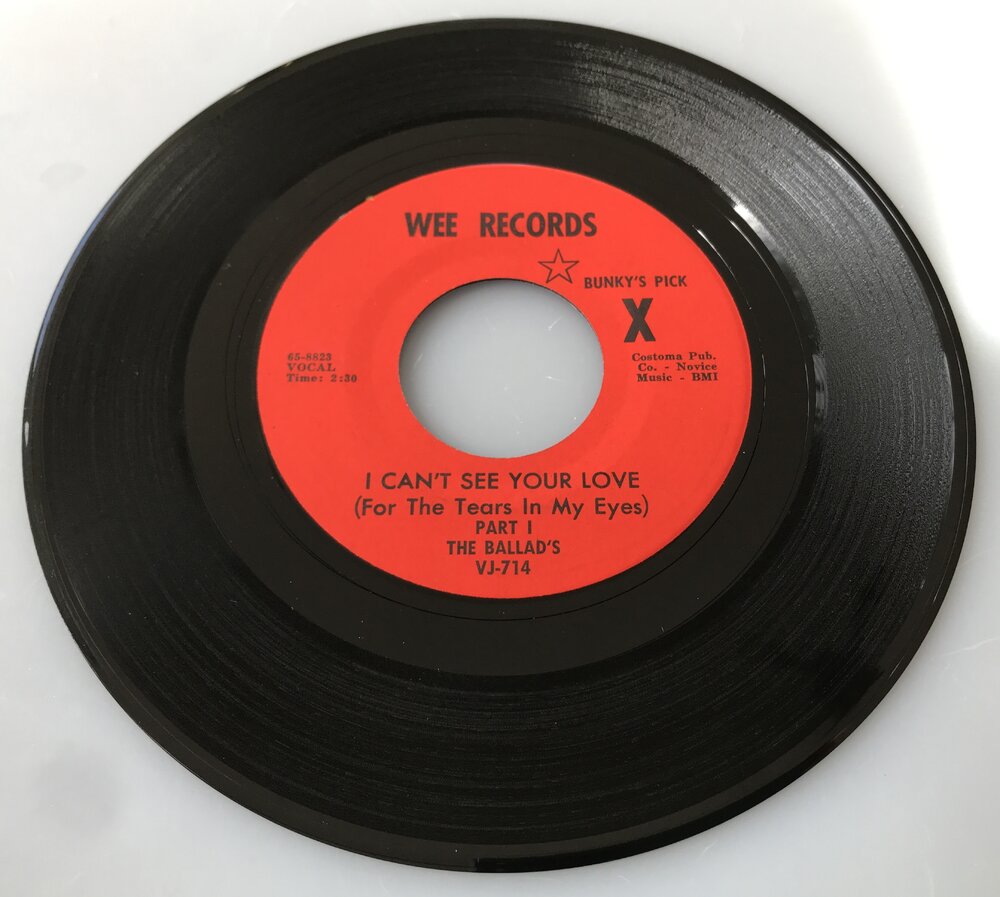 WEE RECORDS
BUNKY'S PICK
X
65-8823
VOCAL
Time: 2:30
Costoma Pub.
Co. - Novice
Music - BMI
I CAN'T SEE YOUR LOVE
(For The Tears In My Eyes)
PART I
THE BALLAD'S
VJ-714